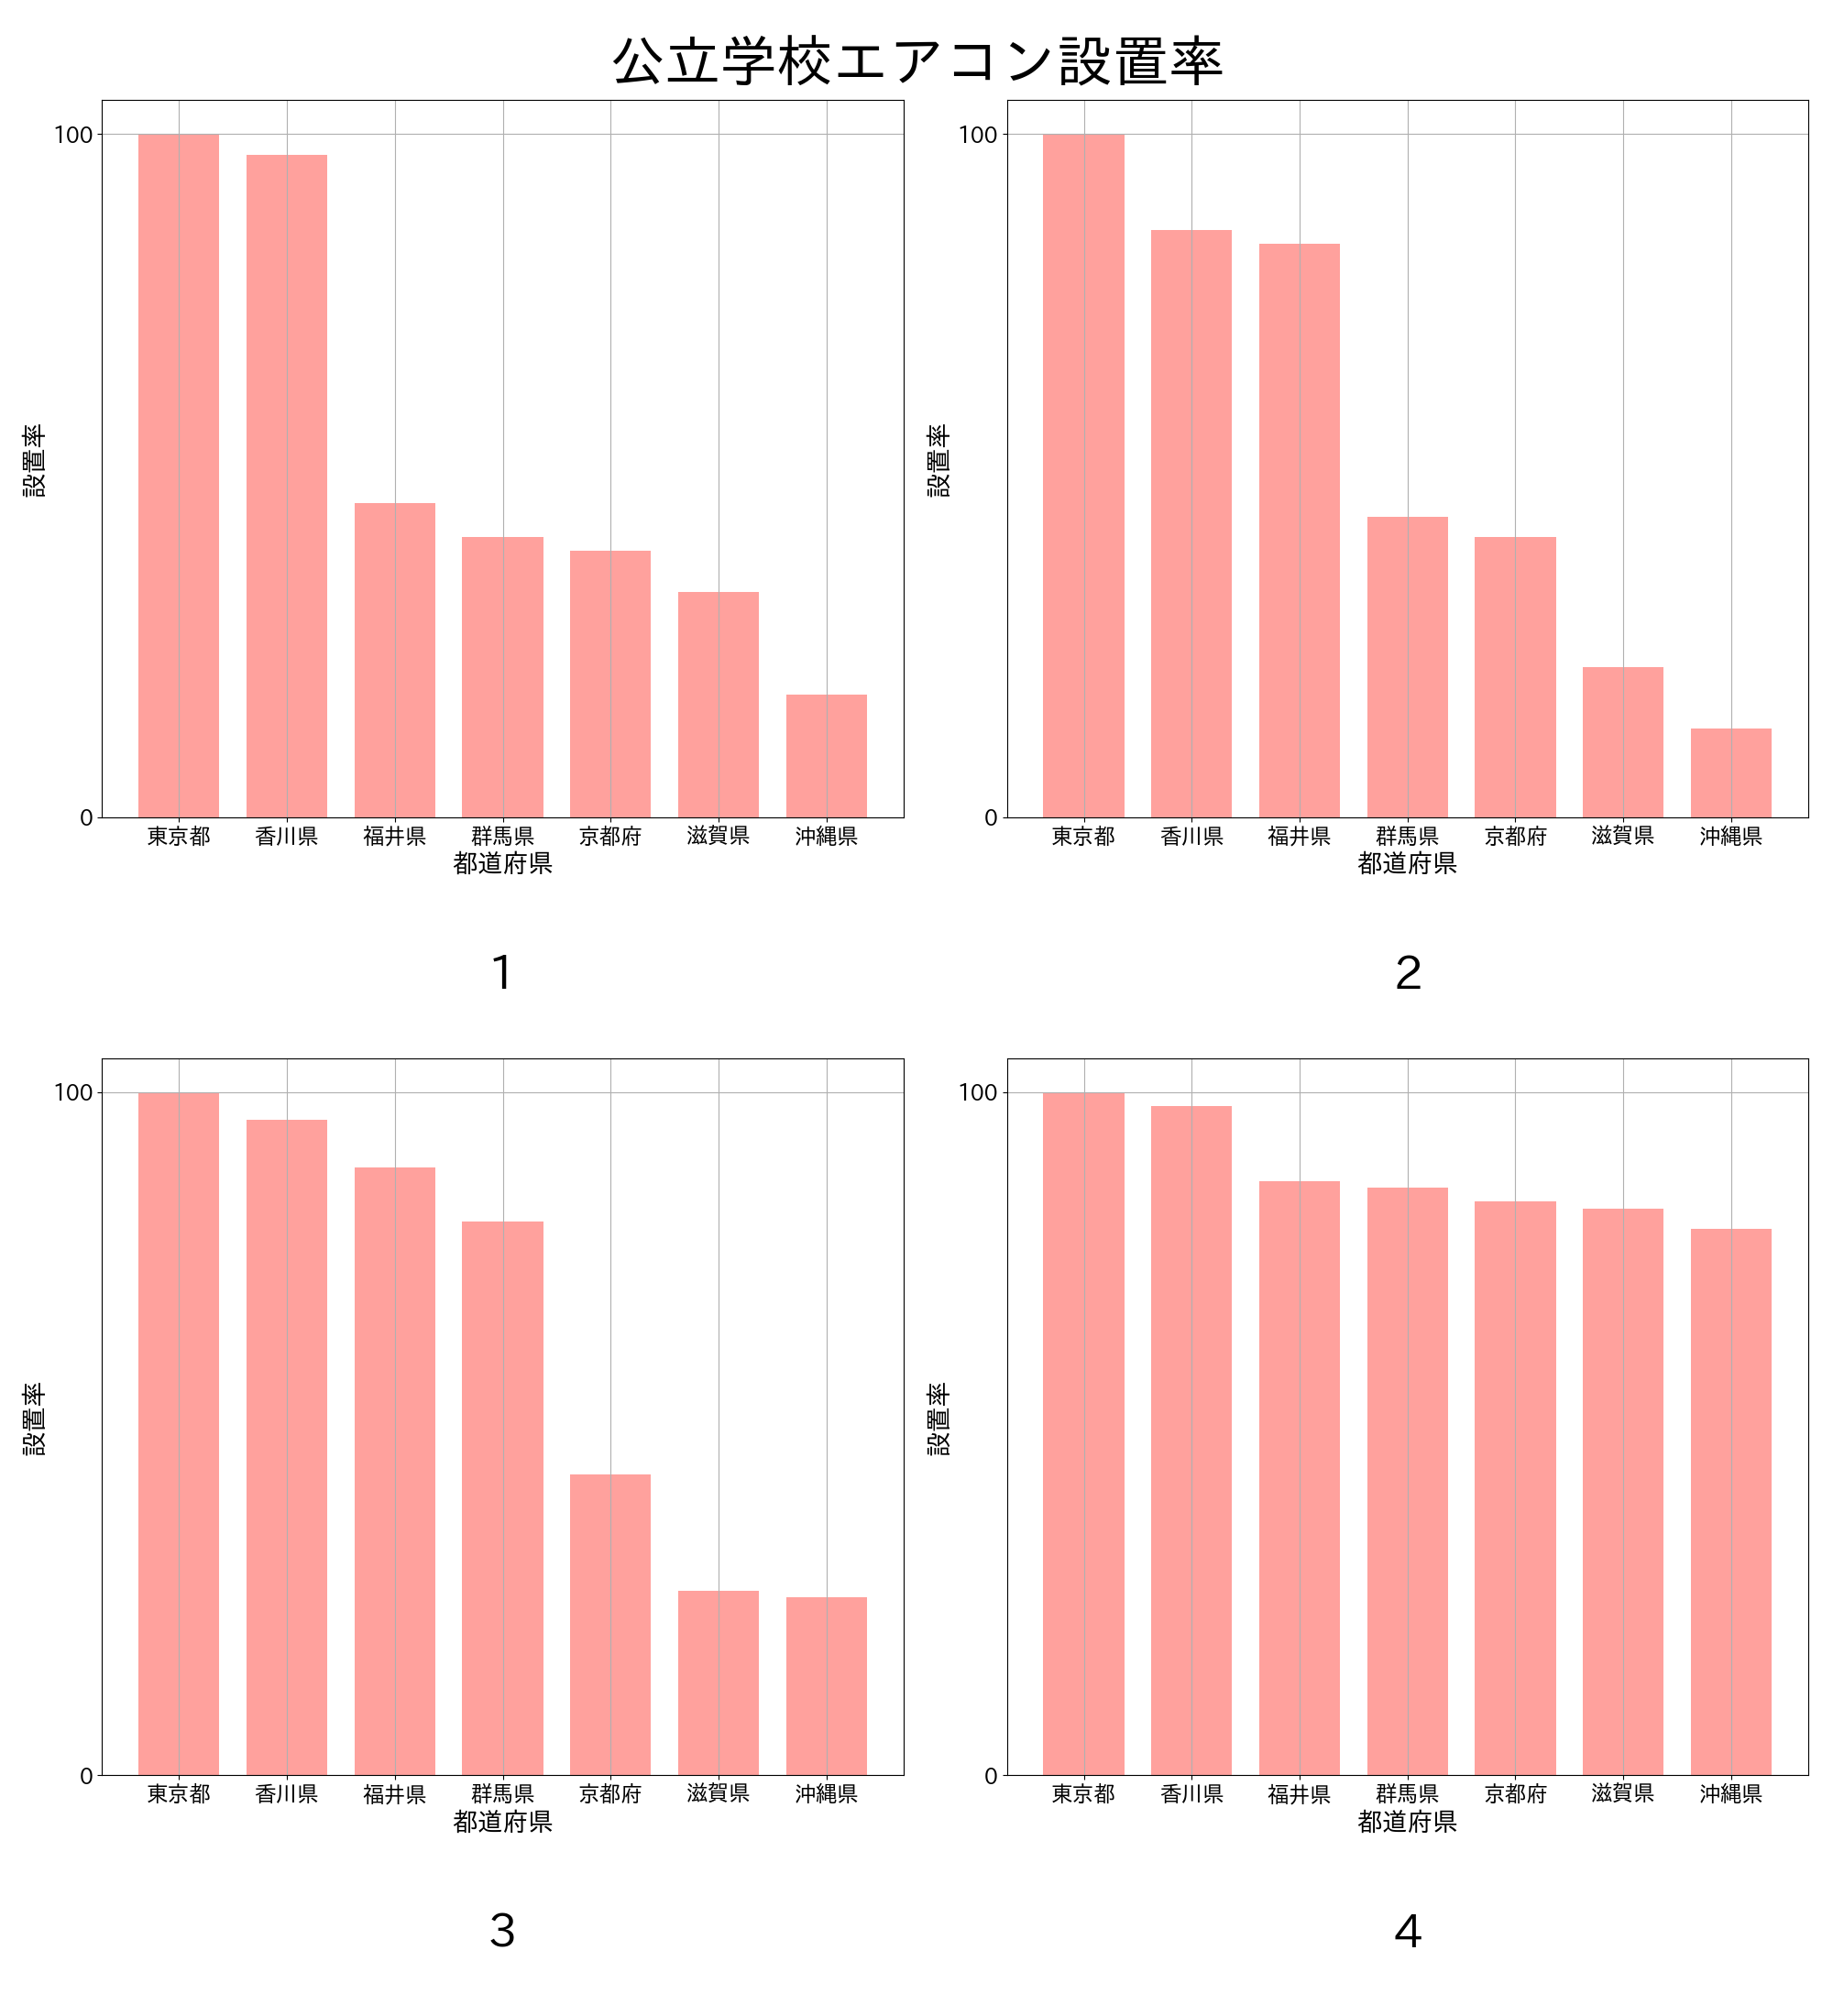 公立学校エアコン設置率
100
0
設置率
東京都 香川県 福井県 群馬県 京都府 滋賀県 沖縄県
都道府県
1
100
0
設置率
東京都 香川県 福井県 群馬県 京都府 滋賀県 沖縄県
都道府県
2
100
0
設置率
東京都 香川県 福井県 群馬県 京都府 滋賀県 沖縄県
都道府県
3
100
0
設置率
東京都 香川県 福井県 群馬県 京都府 滋賀県 沖縄県
都道府県
4